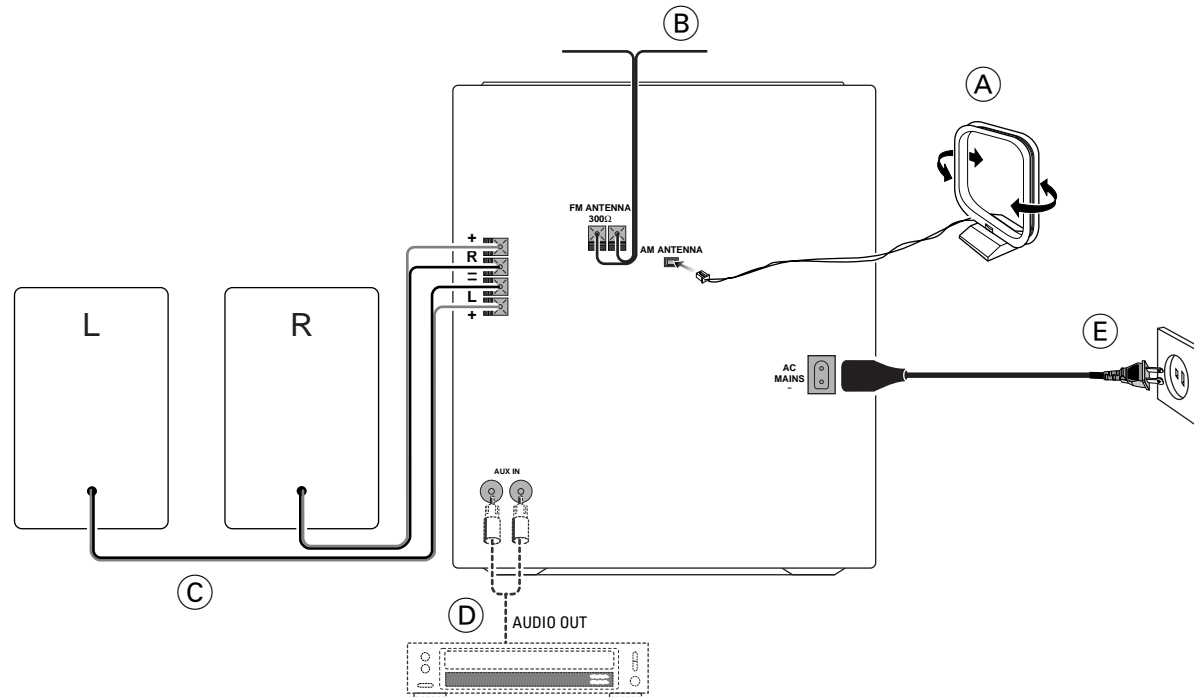 B
A
FM ANTENNA
300Ω
AM ANTENNA
+
R
=
L
+
L
R
E
AC
MAINS
~
AUX IN
C
D
AUDIO OUT